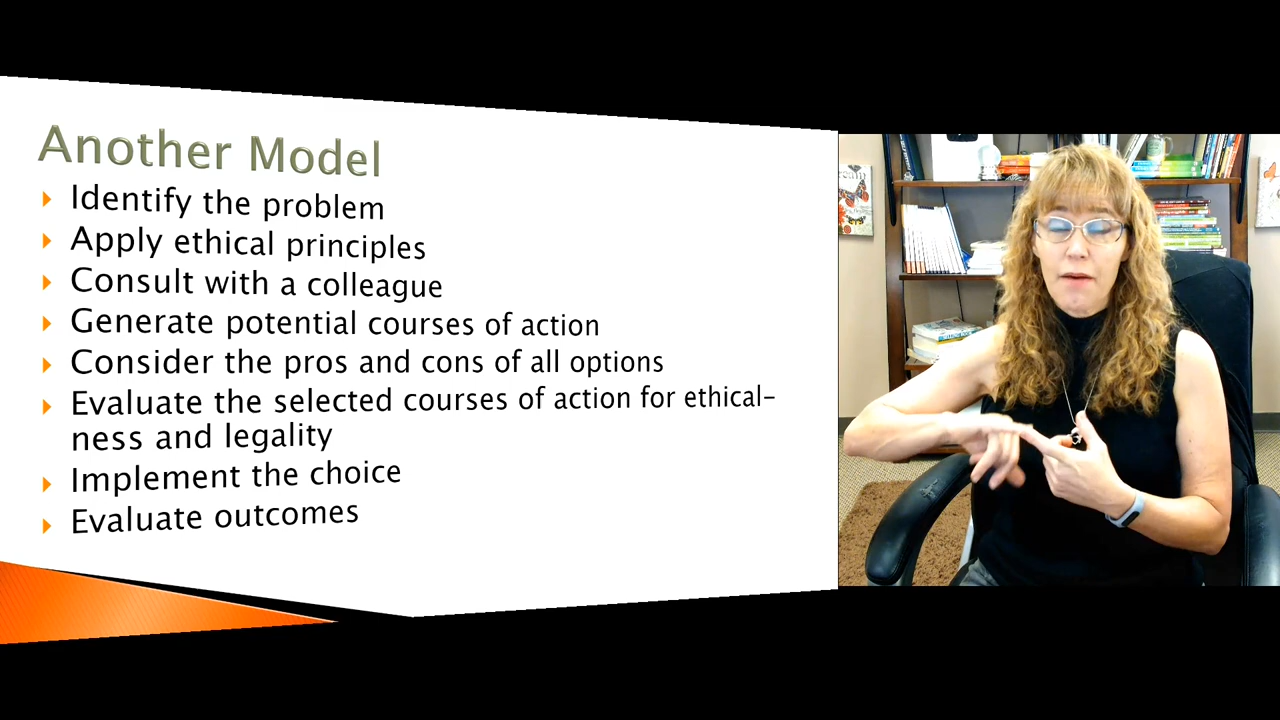 Another Model
Identify the problem
Apply ethical principles
Consult with a colleague
Generate potential courses of action
Consider the pros and cons of all options
Evaluate the selected courses of action for ethical-
ness and legality
Implement the choice
Evaluate outcomes